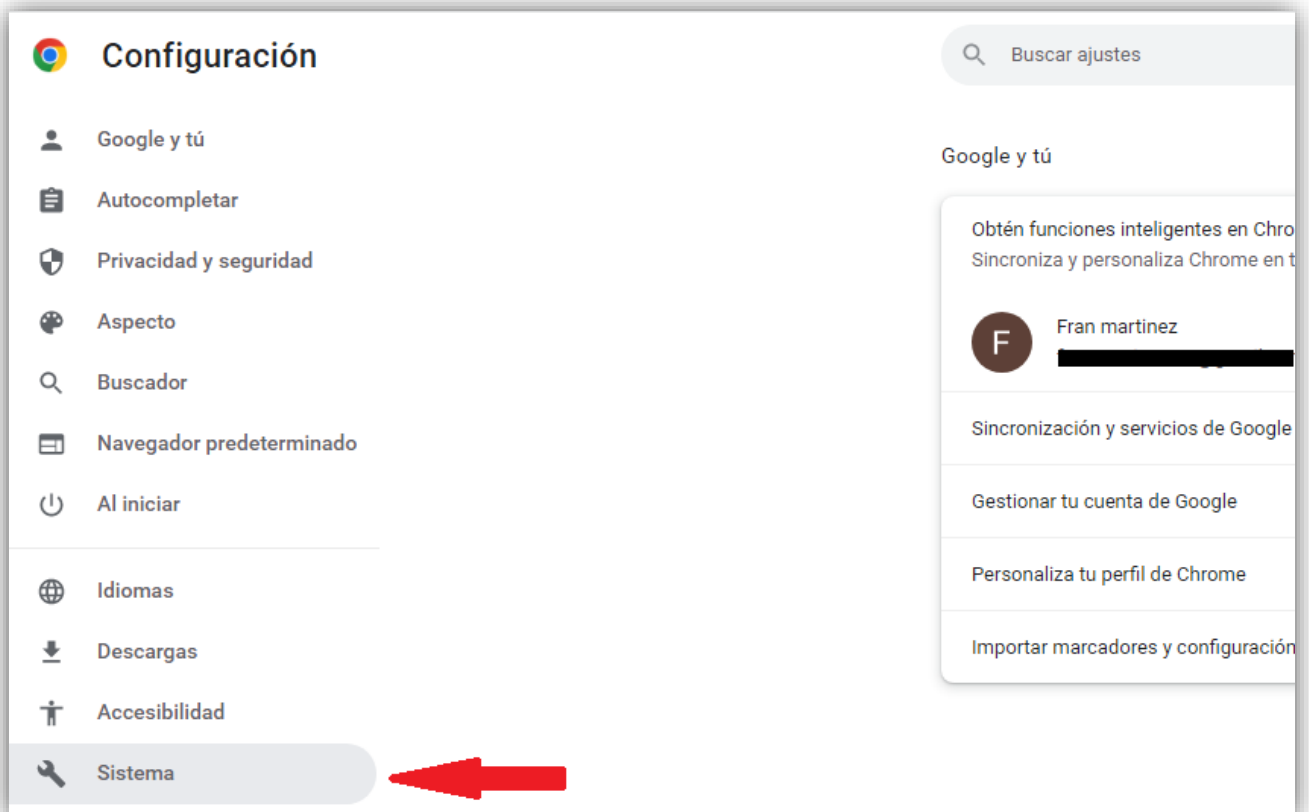 Configuración
Buscar ajustes
Google y tú
Autocompletar
Privacidad y seguridad
Aspecto
Buscador
Navegador predeterminado
Al iniciar
Idiomas
Descargas
Accesibilidad
Sistema
Google y tú
Obtén funciones inteligentes en Chro
Sincroniza y personaliza Chrome en t
F
Fran martinez
Sincronización y servicios de Google
Gestionar tu cuenta de Google
Personaliza tu perfil de Chrome
Importar marcadores y configuración